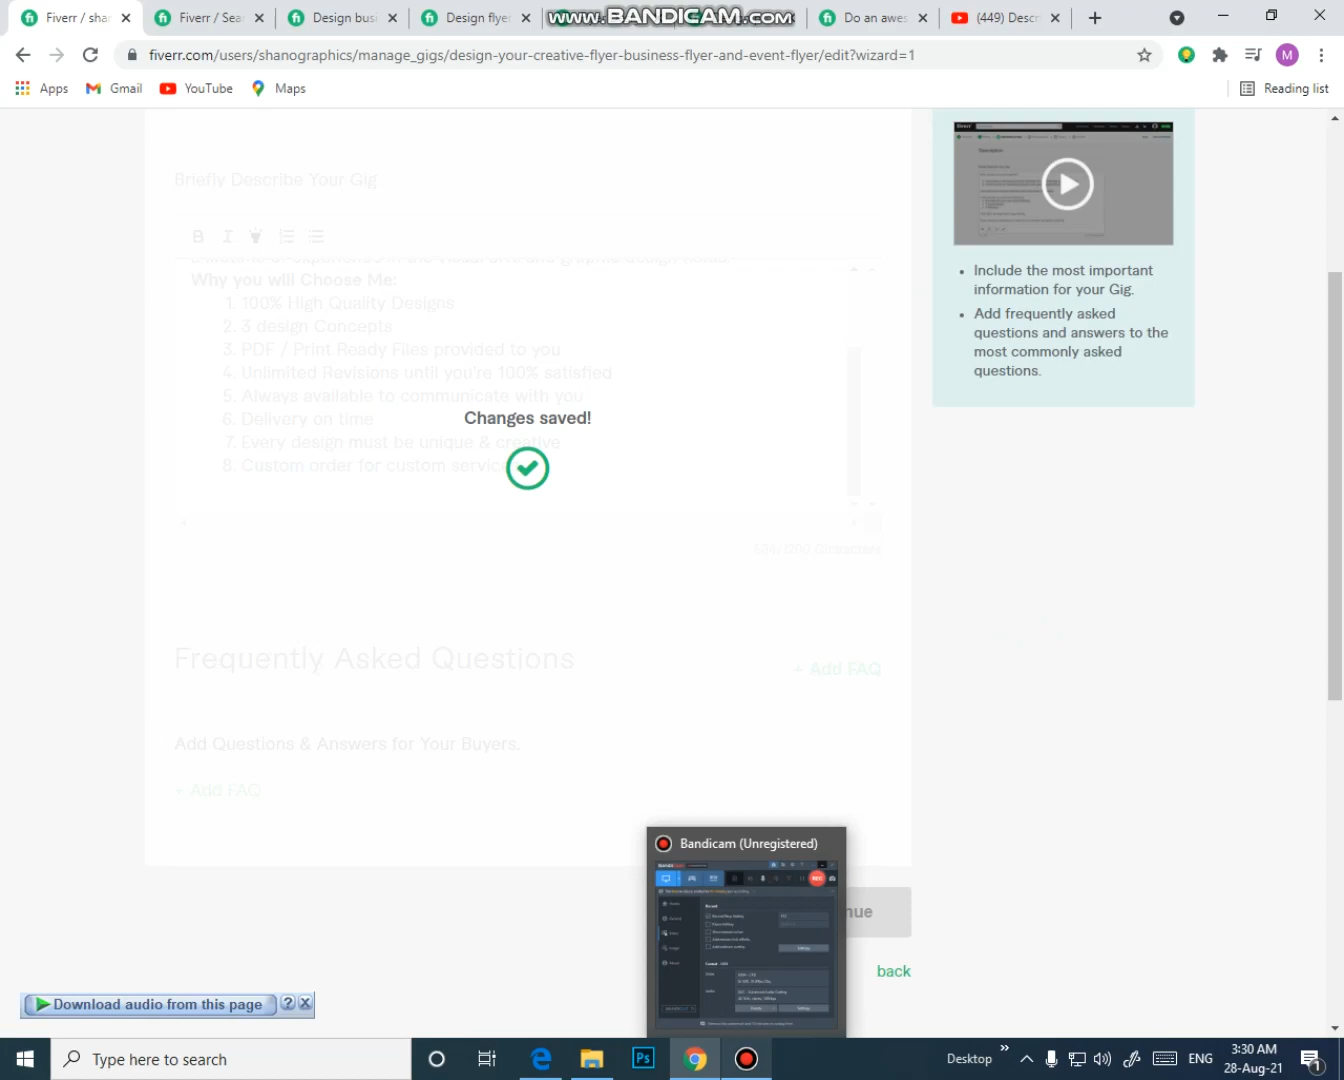 Fiverr / sha
Fiverr / Sea
Design busi
Design flye
www.BANDICAM.com
Do an awes
(449) Descr
fiverr.com/users/shanographics/manage_gigs/design-your-creative-flyer-business-flyer-and-event-flyer/edit?wizard=1
M
Apps
Gmail
YouTube
Maps
Reading list
Briefly Describe Your Gig
B I
Why you will Choose Me:
1. 100% High Quality Designs
2. 3 design Concepts
3. PDF / Print Ready Files provided to you
4. Unlimited Revisions until you're 100% satisfied
5. Always available to communicate with you
6. Delivery on time
7. Every design must be unique & creative
8. Custom order for custom service
Changes saved!
Characters
Frequently Asked Questions
+ Add FAQ
Add Questions & Answers for Your Buyers.
+ Add FAQ
• Include the most important
information for your Gig.
• Add frequently asked
questions and answers to the
most commonly asked
questions.
Bandicam (Unregistered)
nue
back
Download audio from this page
Type here to search
Ps
Desktop
ENG
3:30 AM
28-Aug-21
1